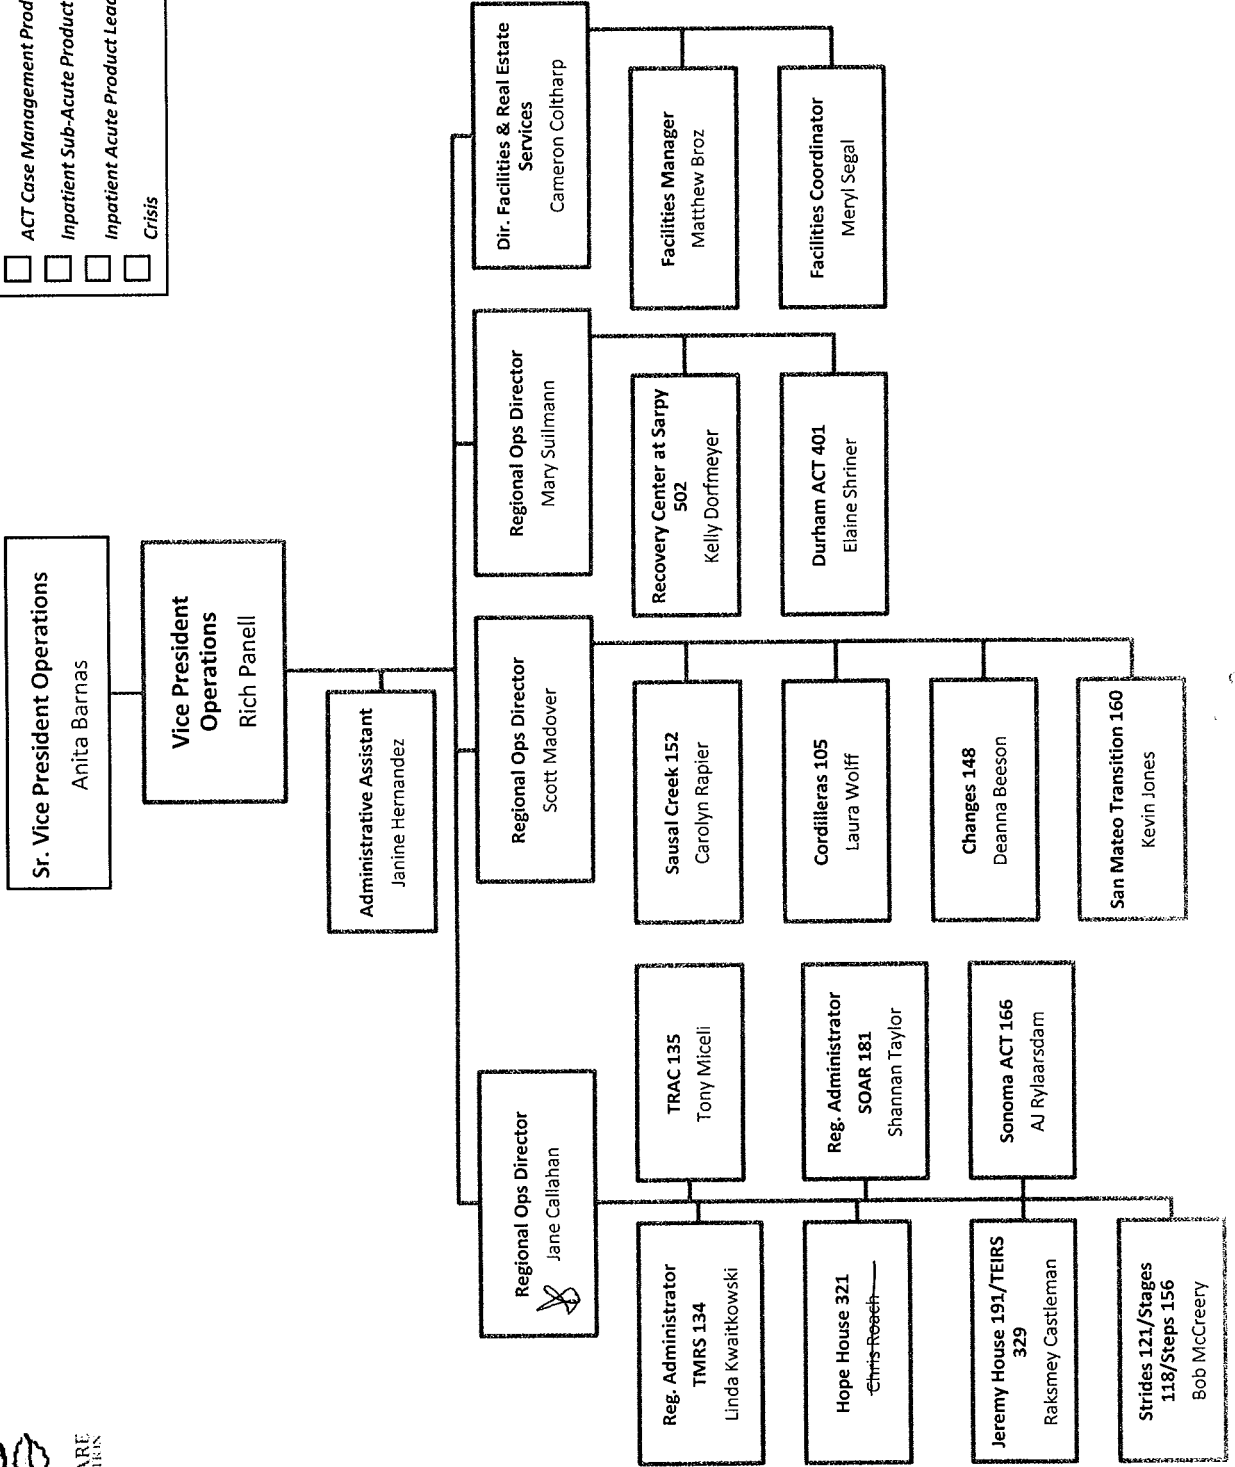 ARE
ACT Case Management Prod
Inpatient Sub-Acute Product
Inpatient Acute Product Lead
Crisis
Sr. Vice President Operations
Anita Barnas
Vice President
Operations
Rich Panell
Administrative Assistant
Janine Hernandez
Regional Ops Director
Jane Callahan
Regional Ops Director
Scott Madover
Regional Ops Director
Mary Suilmann
Dir. Facilities & Real Estate
Services
Cameron Coltharp
Reg. Administrator
TMRS 134
Linda Kwaitkowski
TRAC 135
Tony Miceli
Sausal Creek 152
Carolyn Rapier
Recovery Center at Sarpy
502
Kelly Dorfmeyer
Facilities Manager
Matthew Broz
Hope House 321
Chris Roach
Reg. Administrator
SOAR 181
Shannan Taylor
Cordilleras 105
Laura Wolff
Durham ACT 401
Elaine Shriner
Facilities Coordinator
Meryl Segal
Jeremy House 191/TEIRS
329
Raksmey Castleman
Sonoma ACT 166
AJ Rylaarsdam
Changes 148
Deanna Beeson
Strides 121/Stages
118/Steps 156
Bob McCreery
San Mateo Transition 160
Kevin Jones